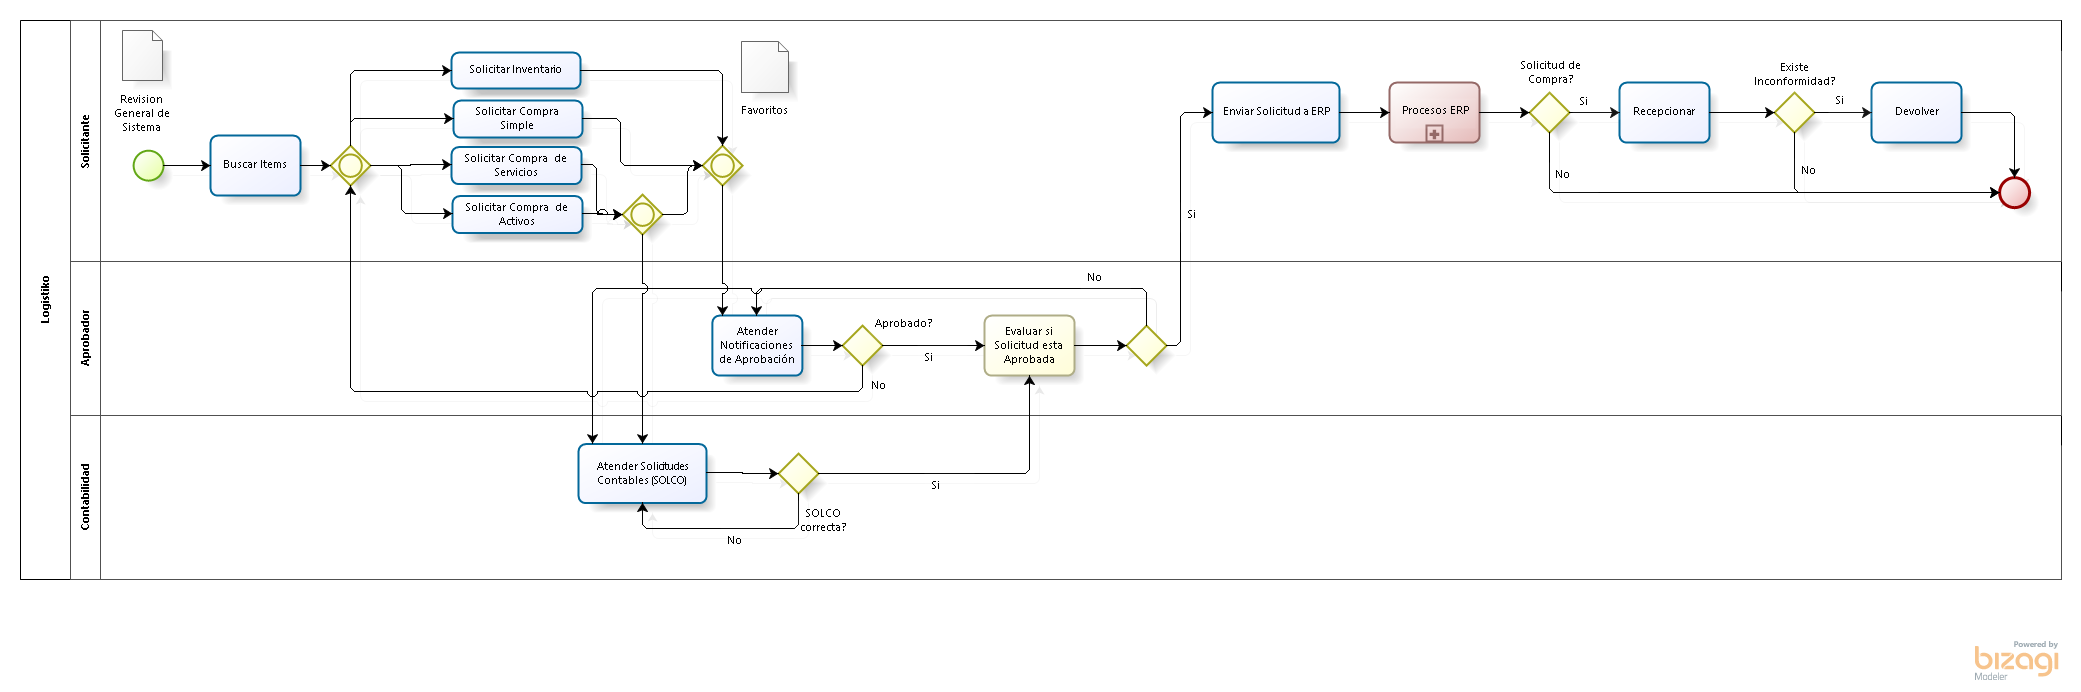 Logistiko
Solicitante
Revision
General de
Sistema
Buscar Items
Solicitar Inventario
Solicitar Compra
Simple
Solicitar Compra  de
Servicios
Solicitar Compra  de
Activos
Favoritos
Enviar Solicitud a ERP
Procesos ERP
Solicitud de
Compra?
Si
No
Recepcionar
Existe
Inconformidad?
Si
No
Devolver
Si
Aprobador
No
Atender
Notificaciones
de Aprobación
Aprobado?
Si
No
Evaluar si
Solicitud esta
Aprobada
Contabilidad
Atender Solicitudes
Contables (SOLCO)
Si
SOLCO
correcta?
No
Powered by
bizagi
Modeler